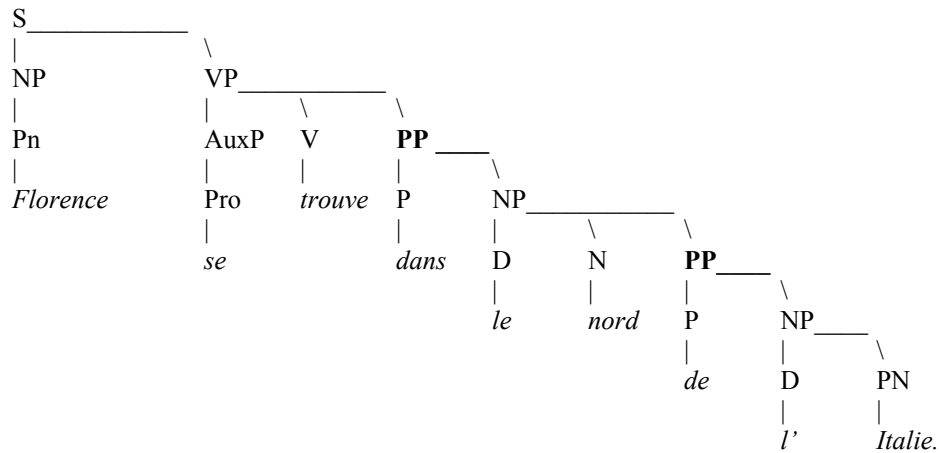 S
NP VP
Pn AuxP V PP
Florence Pro trouve P NP
se dans D N PP
le nord P NP
de D PN
l’ Italie.